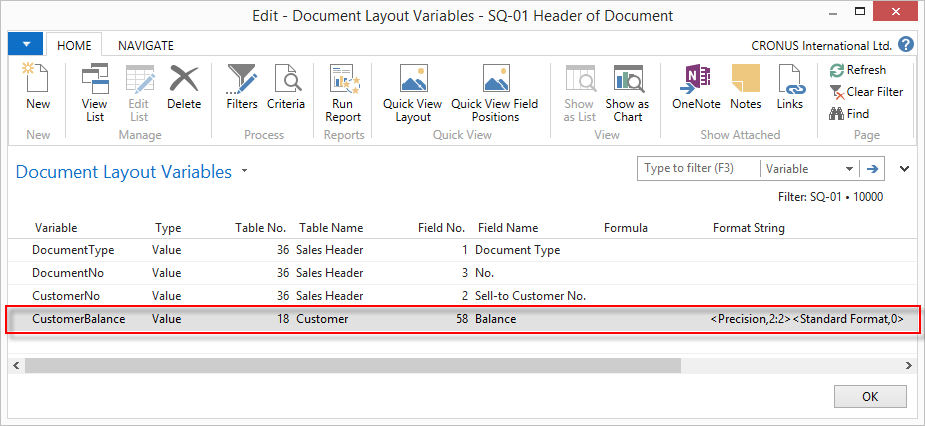 Edit - Document Layout Variables - SQ-01 Header of Document
HOME NAVIGATE CRONUS International Ltd. ?
New View List Edit List Delete Filters Criteria Run Report Quick View Layout Quick View Field Positions Show as List Show as Chart OneNote Notes Links Refresh
Clear Filter
Find
New Manage Process Reports Quick View View Show Attached Page
Document Layout Variables Type to filter (F3) Variable
Filter: SQ-01 • 10000
Variable Type Table No. Table Name Field No. Field Name Formula Format String
DocumentType Value 36 Sales Header 1 Document Type
DocumentNo Value 36 Sales Header 3 No.
CustomerNo Value 36 Sales Header 2 Sell-to Customer No.
CustomerBalance Value 18 Customer 58 Balance <Precision,2:2><Standard Format,0>
OK